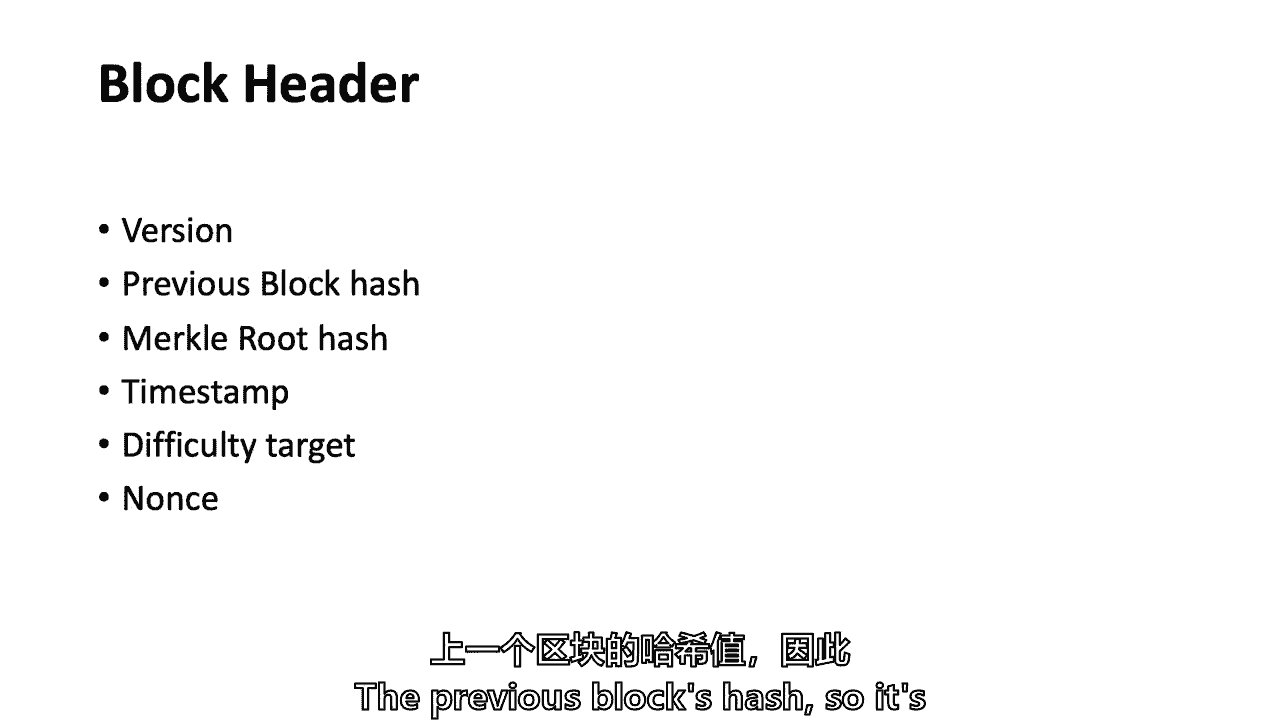 Block Header
• Version
• Previous Block hash
• Merkle Root hash
• Timestamp
• Difficulty target
• Nonce
上一个区块的哈希值，因此
The previous block's hash, so it's